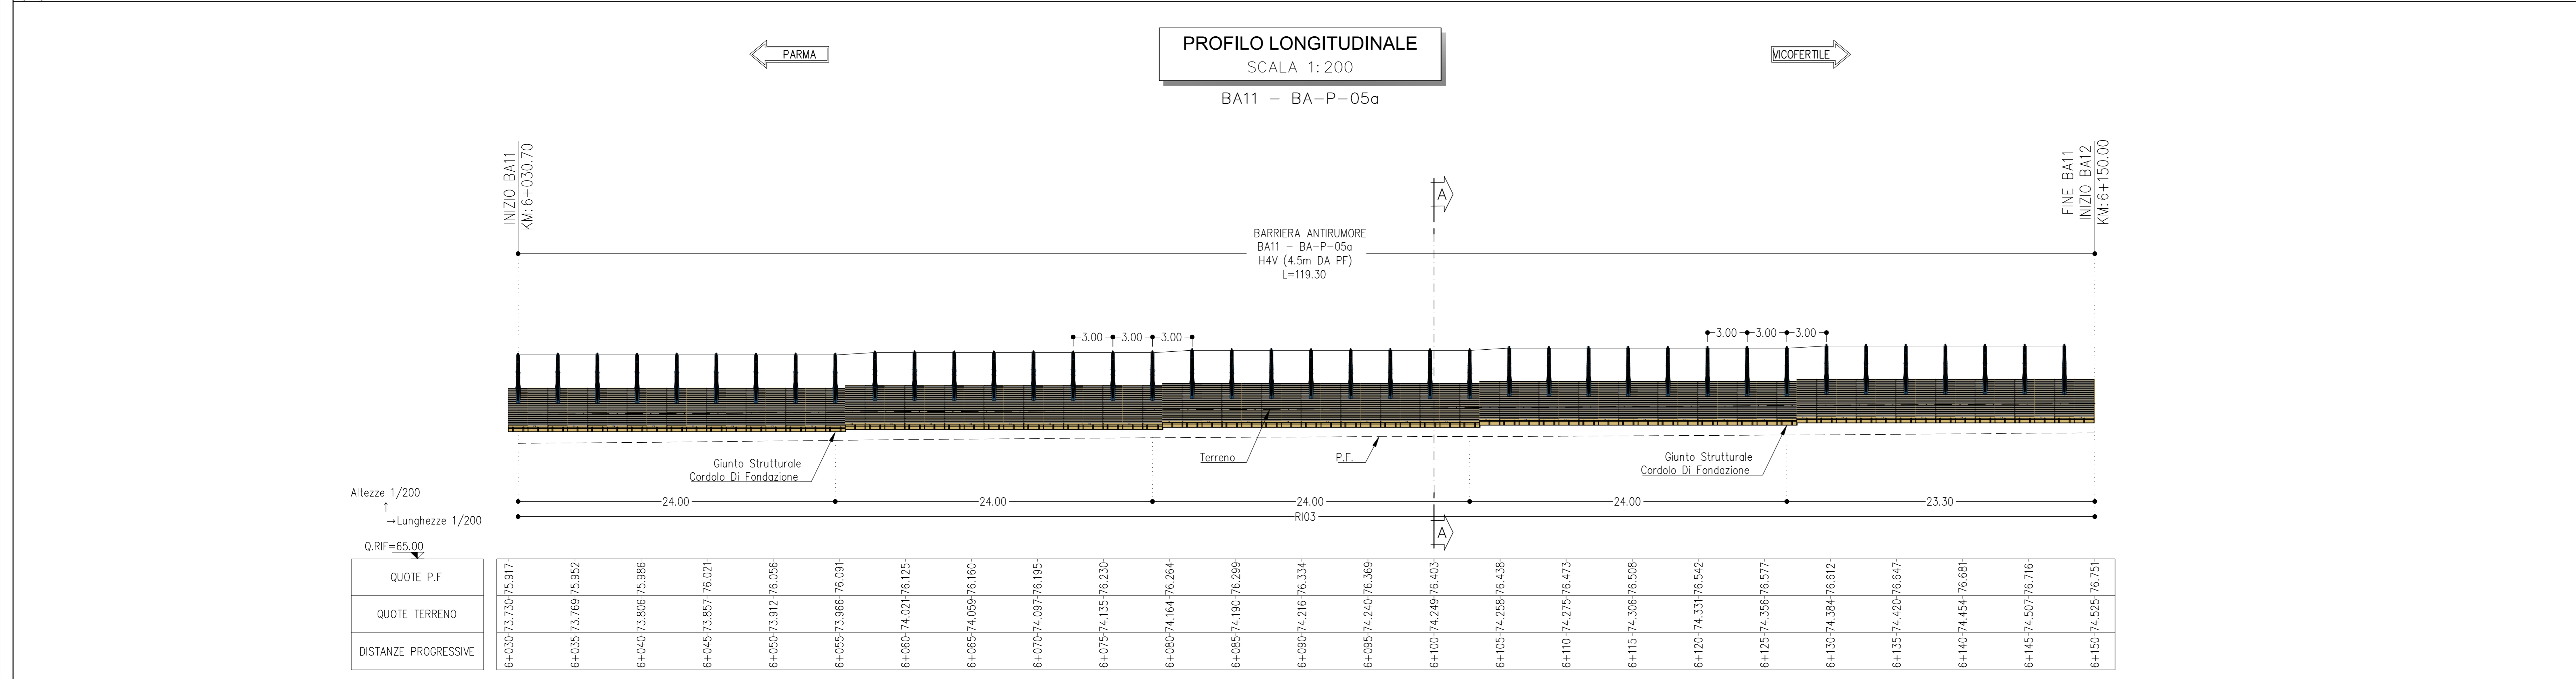 PARMA
PROFILO LONGITUDINALE
SCALA 1:200
VICOFERTILE
BA11 - BA-P-05a
INIZIO BA11
KM:6+030.70
FINE BA11
INIZIO BA12
KM:6+150.00
A
BARRIERA ANTIRUMORE
BA11 - BA-P-05a
H4V (4.5m DA PF)
L=119.30
3.00 3.00 3.00
3.00 3.00 3.00
Giunto Strutturale
Cordolo Di Fondazione
Terreno
P.F.
Giunto Strutturale
Cordolo Di Fondazione
24.00 24.00 24.00 24.00 23.30
RI03
A
Altezze 1/200
Lunghezze 1/200
Q.RIF=65.00
QUOTE P.F 75.917 75.952 75.986 76.021 76.056 76.091 76.125 76.160 76.195 76.230 76.264 76.299 76.334 76.369 76.403 76.438 76.473 76.508 76.542 76.577 76.612 76.647 76.681 76.716 76.751
QUOTE TERRENO 73.730 73.769 73.806 73.857 73.912 73.966 74.021 74.059 74.097 74.135 74.164 74.190 74.216 74.240 74.249 74.258 74.275 74.306 74.331 74.356 74.384 74.420 74.454 74.507 74.525
DISTANZE PROGRESSIVE 6+030 6+035 6+040 6+045 6+050 6+055 6+060 6+065 6+070 6+075 6+080 6+085 6+090 6+095 6+100 6+105 6+110 6+115 6+120 6+125 6+130 6+135 6+140 6+145 6+150